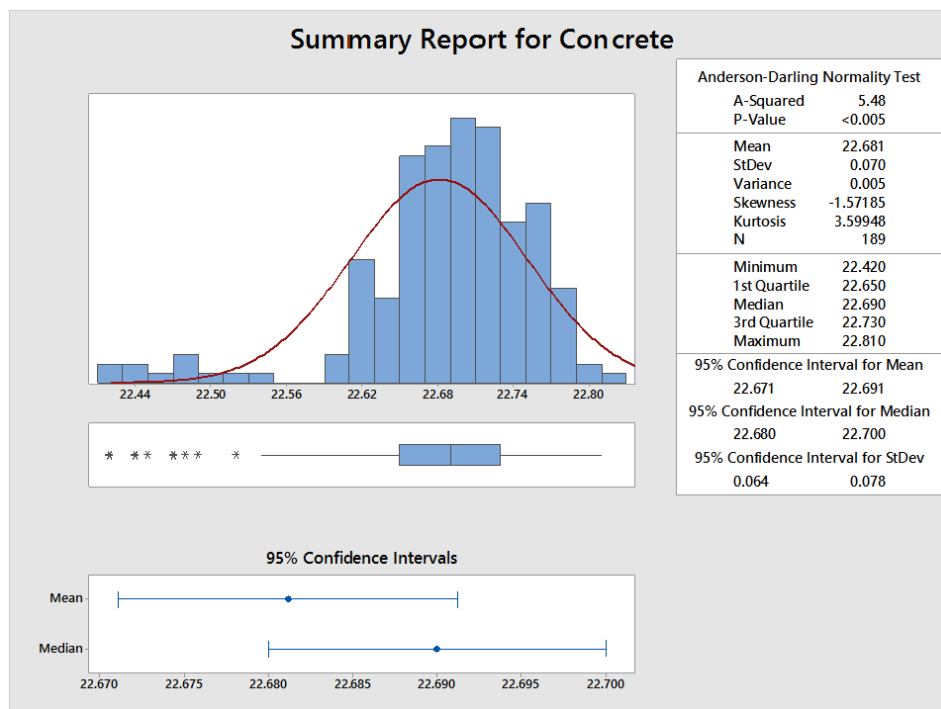 Summary Report for Concrete
Anderson-Darling Normality Test
A-Squared 5.48
P-Value <0.005
Mean 22.681
StDev 0.070
Variance 0.005
Skewness -1.57185
Kurtosis 3.59948
N 189
Minimum 22.420
1st Quartile 22.650
Median 22.690
3rd Quartile 22.730
Maximum 22.810
95% Confidence Interval for Mean
22.671 22.691
95% Confidence Interval for Median
22.680 22.700
95% Confidence Interval for StDev
0.064 0.078
22.44 22.50 22.56 22.62 22.68 22.74 22.80
95% Confidence Intervals
Mean
Median
22.670 22.675 22.680 22.685 22.690 22.695 22.700